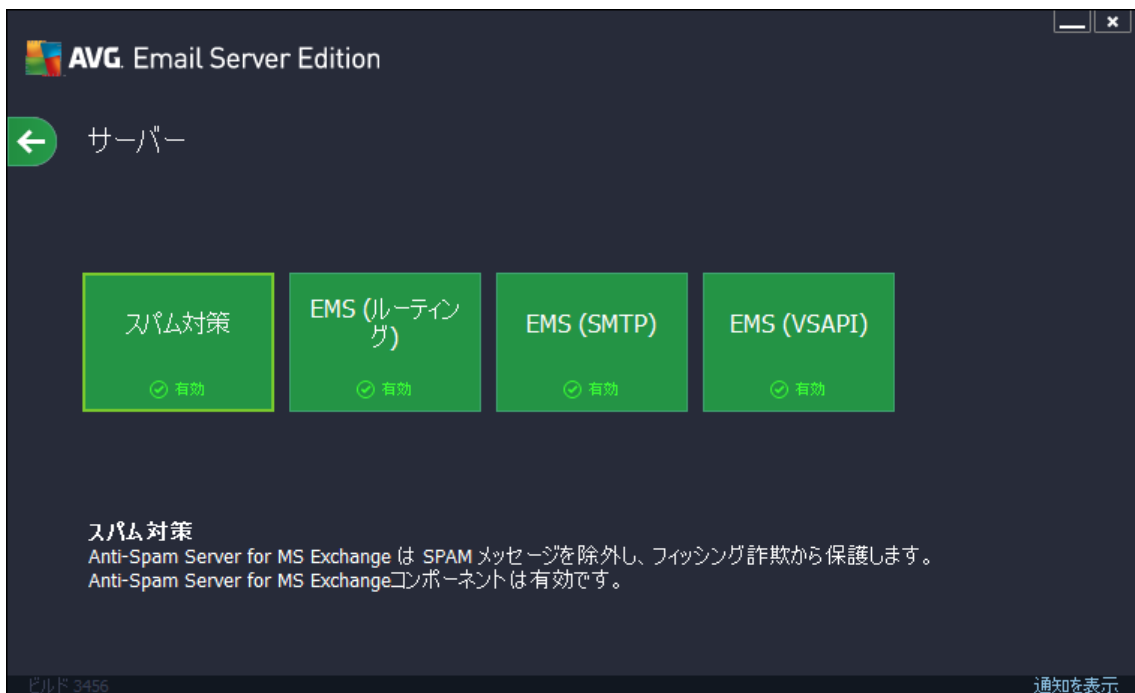 AVG. Email Server Edition
サーバー
スパム対策
有効
EMS (ルーティン
グ)
有効
EMS (SMTP)
有効
EMS (VSAPI)
有効
スパム対策
Anti-Spam Server for MS Exchange は SPAM メッセージを除外し、フィッシング詐欺から保護します。
Anti-Spam Server for MS Exchangeコンポーネントは有効です。
ビルド 3456
通知を表示